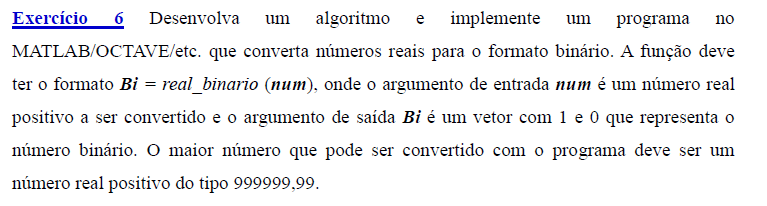 Exercício 6 Desenvolva um algoritmo e implemente um programa no
MATLAB/OCTAVE/etc. que converta números reais para o formato binário. A função deve
ter o formato Bi = real_binario (num), onde o argumento de entrada num é um número real
positivo a ser convertido e o argumento de saída Bi é um vetor com 1 e 0 que representa o
número binário. O maior número que pode ser convertido com o programa deve ser um
número real positivo do tipo 999999,99.